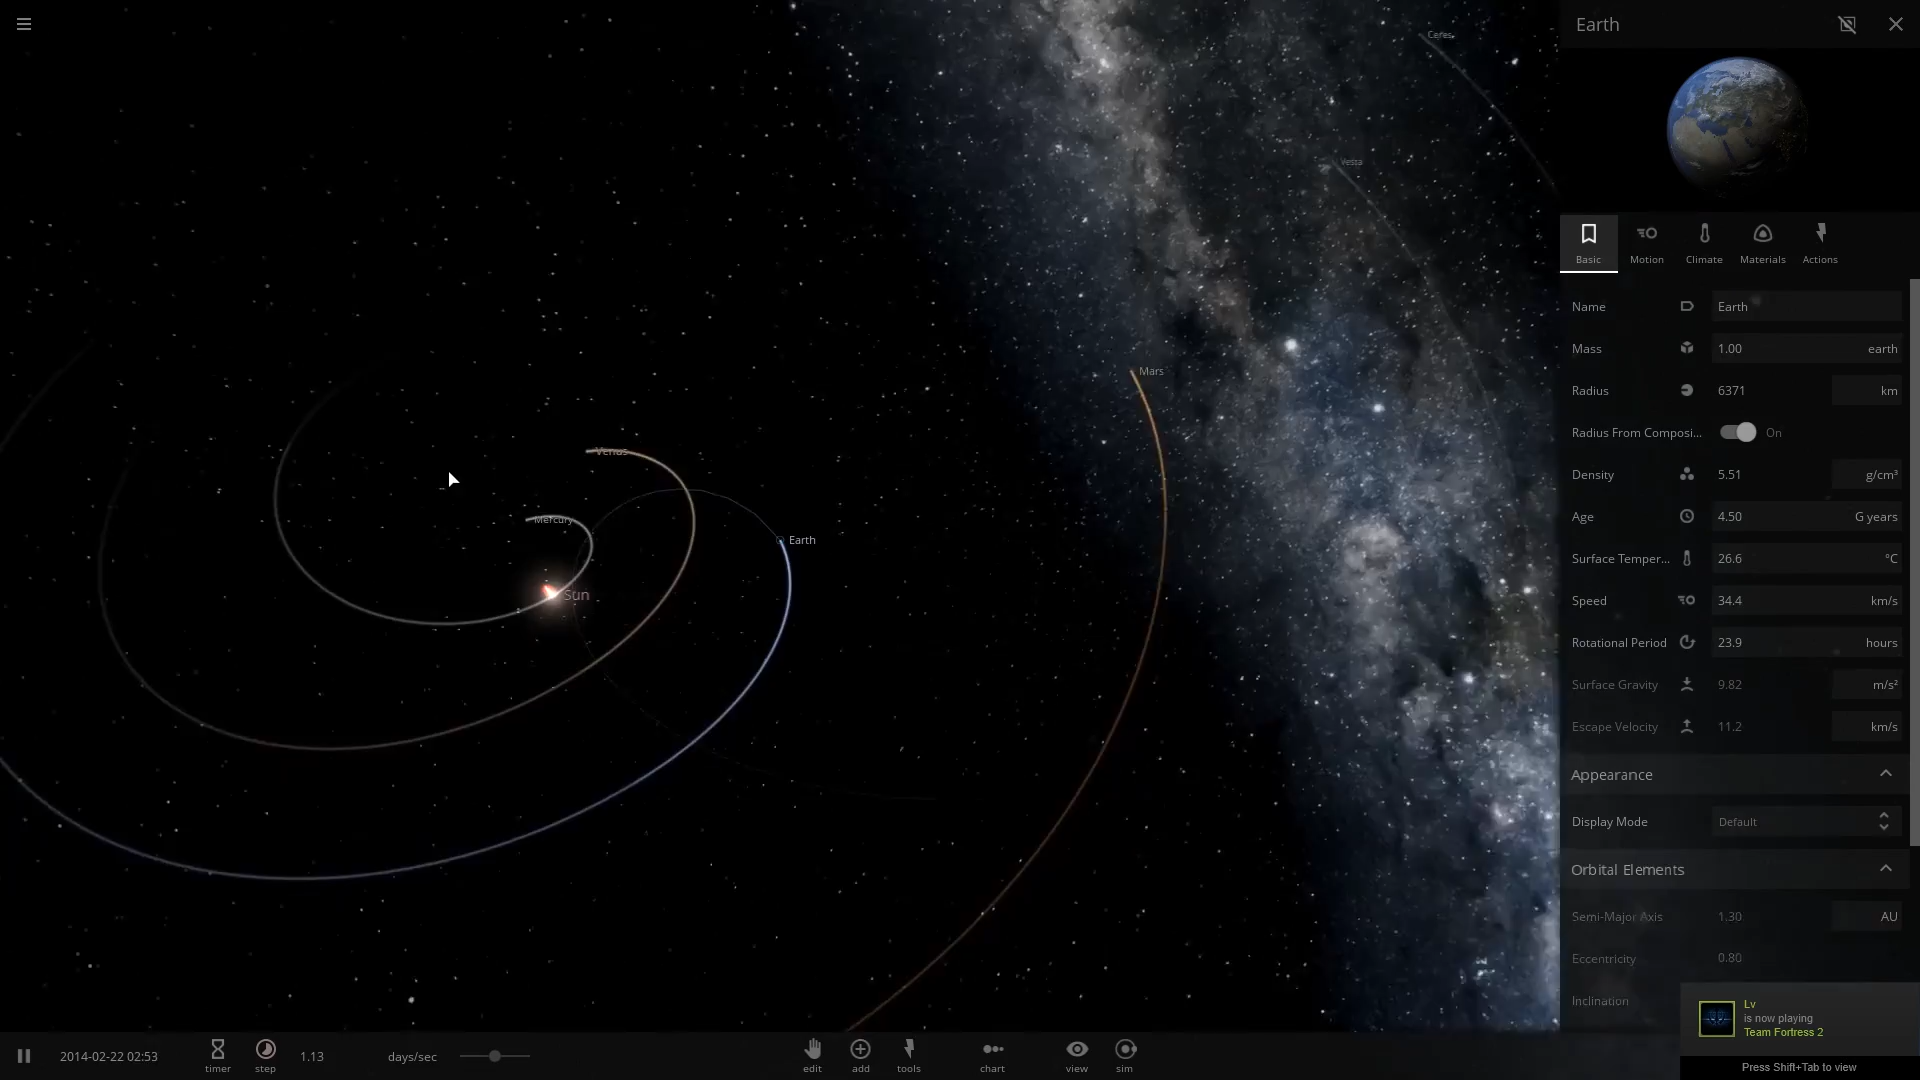 Earth
Ceres
Vesta
Mars
Venus
Mercury
Earth
Sun
Basic
Motion
Climate
Materials
Actions
Name Earth
Mass 1.00 earth
Radius 6371 km
Radius From Composi... On
Density 5.51 g/cm³
Age 4.50 G years
Surface Temper... 26.6 °C
Speed 34.4 km/s
Rotational Period 23.9 hours
Surface Gravity 9.82 m/s²
Escape Velocity 11.2 km/s
Appearance
Display Mode Default
Orbital Elements
Semi-Major Axis 1.30 AU
Eccentricity 0.80
Inclination
Lv
is now playing
Team Fortress 2
Press Shift+Tab to view
2014-02-22 02:53
timer
step
1.13 days/sec
edit
add
tools
chart
view
sim